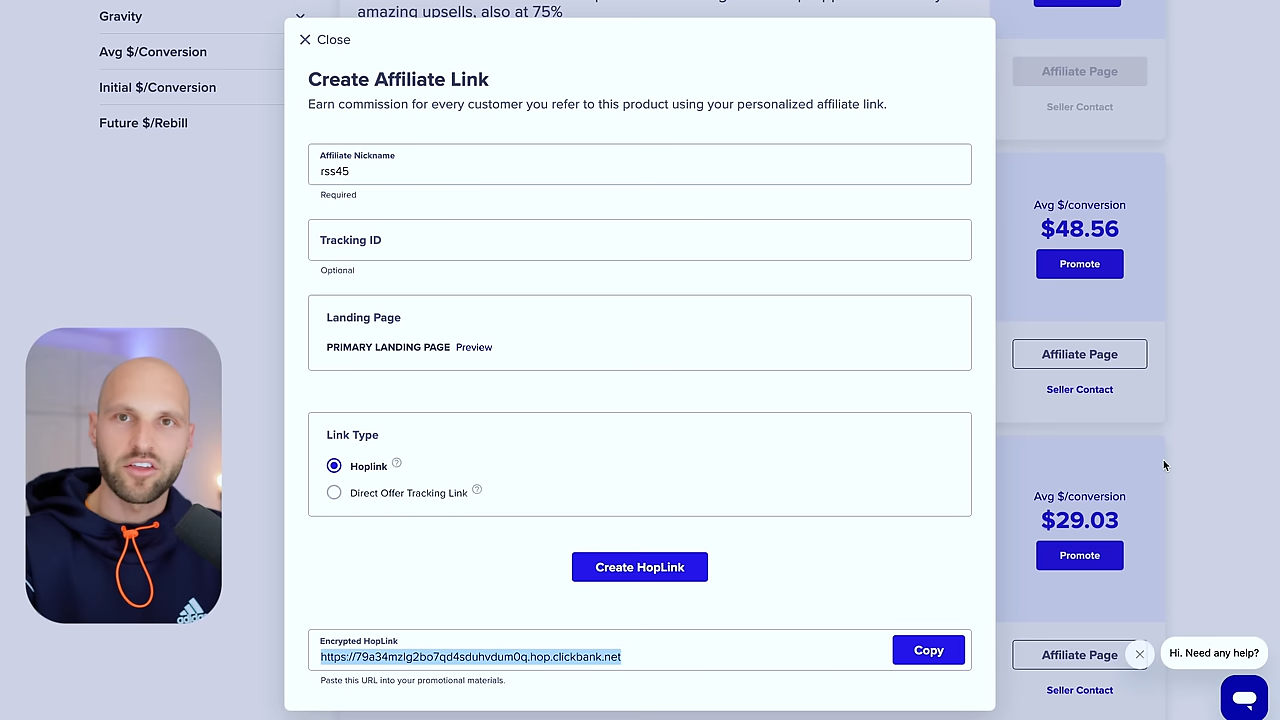 Gravity
Avg $/Conversion
Initial $/Conversion
Future $/Rebill
amazing upsells, also at 75%
Close
Create Affiliate Link
Earn commission for every customer you refer to this product using your personalized affiliate link.
Affiliate Nickname
rss45
Required
Tracking ID
Optional
Landing Page
PRIMARY LANDING PAGE Preview
Link Type
Hoplink
Direct Offer Tracking Link
Create HopLink
Encrypted HopLink
https://79a34mzlg2bo7qd4sduhvdum0q.hop.clickbank.net
Copy
Paste this URL into your promotional materials.
Affiliate Page
Seller Contact
Avg $/conversion
$48.56
Promote
Affiliate Page
Seller Contact
Avg $/conversion
$29.03
Promote
Affiliate Page
Seller Contact
Hi. Need any help?
adidas